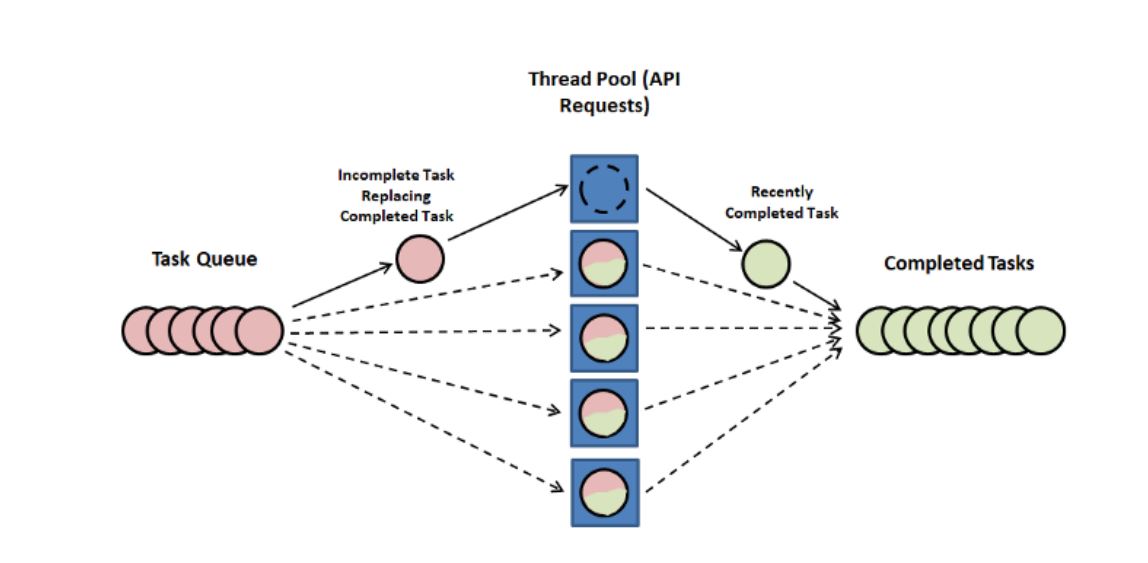 Thread Pool (API
Requests)
Incomplete Task
Replacing
Completed Task
Recently
Completed Task
Task Queue
Completed Tasks